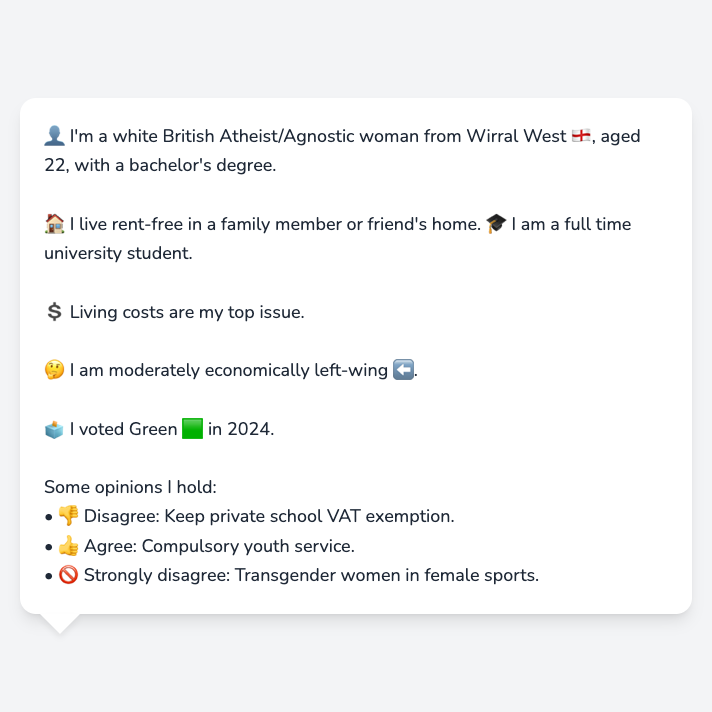 👤 I'm a white British Atheist/Agnostic woman from Wirral West 🏴󠁧󠁢󠁥󠁮󠁧󠁿, aged
22, with a bachelor's degree.
🏠 I live rent-free in a family member or friend's home. 🎓 I am a full time
university student.
💲 Living costs are my top issue.
🤔 I am moderately economically left-wing ⬅️.
🗳️ I voted Green 🟩 in 2024.
Some opinions I hold:
• 👎 Disagree: Keep private school VAT exemption.
• 👍 Agree: Compulsory youth service.
• 🚫 Strongly disagree: Transgender women in female sports.